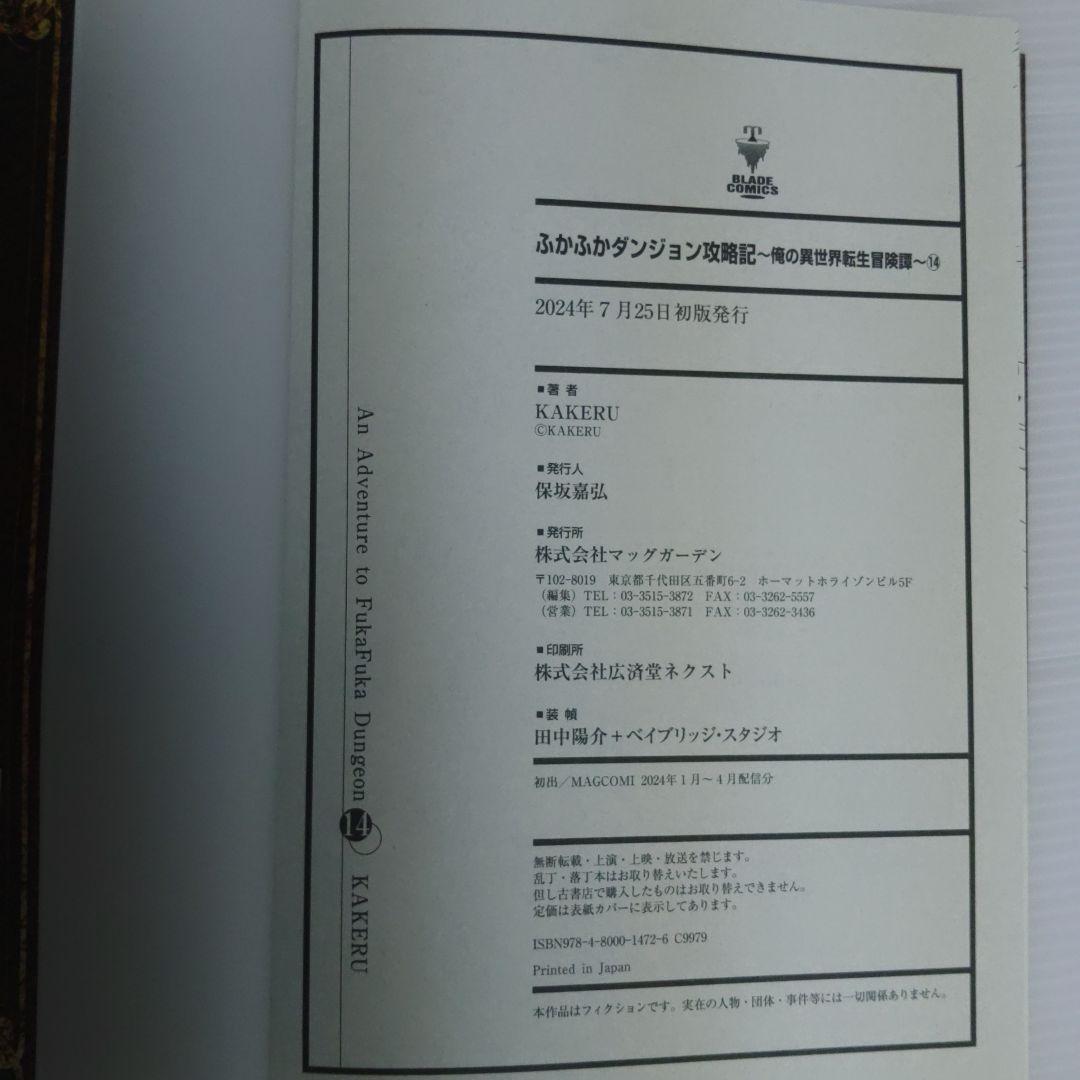 BLADE
COMICS
ふかふかダンジョン攻略記～俺の異世界転生冒険譚～⑭
2024年7月25日初版発行
■著 者
KAKERU
©KAKERU
■発行人
保坂嘉弘
■発行所
株式会社マッグガーデン
〒102-8019 東京都千代田区五番町6-2 ホーマットホライゾンビル5F
（編集）TEL：03-3515-3872 FAX：03-3262-5557
（営業）TEL：03-3515-3871 FAX：03-3262-3436
■印刷所
株式会社広済堂ネクスト
■装 幀
田中陽介＋ベイブリッジ・スタジオ
初出／MAGCOMI 2024年1月～4月配信分
無断転載・上演・上映・放送を禁じます。
乱丁・落丁本はお取り替えいたします。
但し古書店で購入したものはお取り替えできません。
定価は表紙カバーに表示してあります。
ISBN978-4-8000-1472-6 C9979
Printed in Japan
本作品はフィクションです。実在の人物・団体・事件等には一切関係ありません。
An Adventure to FukaFuka Dungeon 14 KAKERU